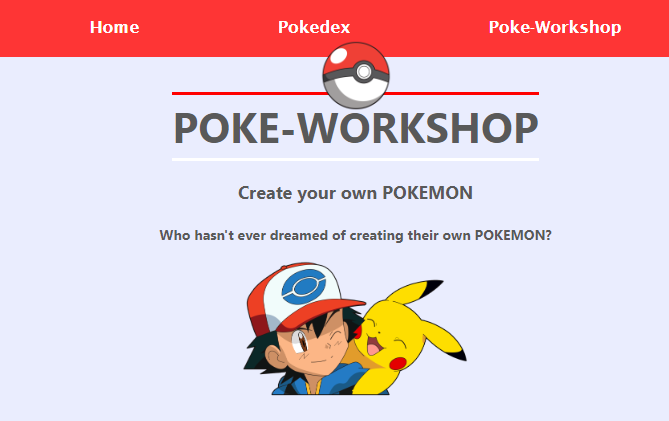 Home Pokedex Poke-Workshop
POKE-WORKSHOP
Create your own POKEMON
Who hasn't ever dreamed of creating their own POKEMON?